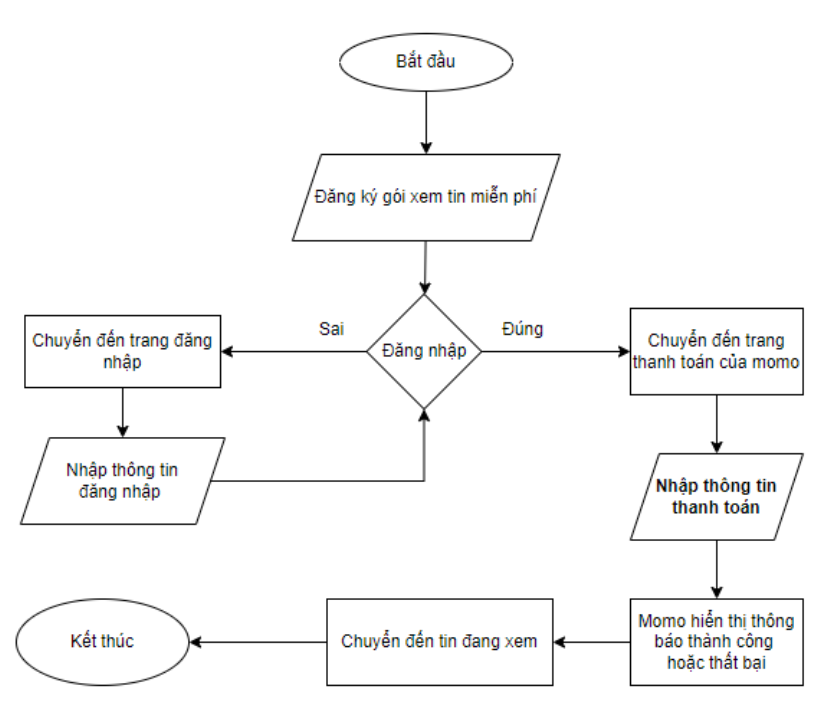 Bắt đầu
Đăng ký gói xem tin miễn phí
Sai
Đúng
Chuyển đến trang đăng
nhập
Đăng nhập
Chuyển đến trang
thanh toán của momo
Nhập thông tin
đăng nhập
Nhập thông tin
thanh toán
Kết thúc
Chuyển đến tin đang xem
Momo hiển thị thông
báo thành công
hoặc thất bại